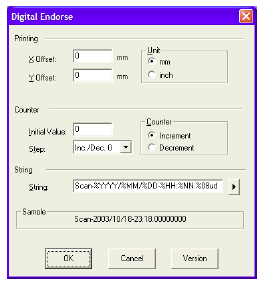 Digital Endorse
Printing
X Offset: 0 mm
Y Offset: 0 mm
Unit
mm
inch
Counter
Initial Value: 0
Step: Inc./Dec. 0
Counter
Increment
Decrement
String
String: Scan-%YYYY/%MM/%DD-%HH:%NN.%08ud
Sample
Scan-2003/10/18-23:18.00000000
OK Cancel Version